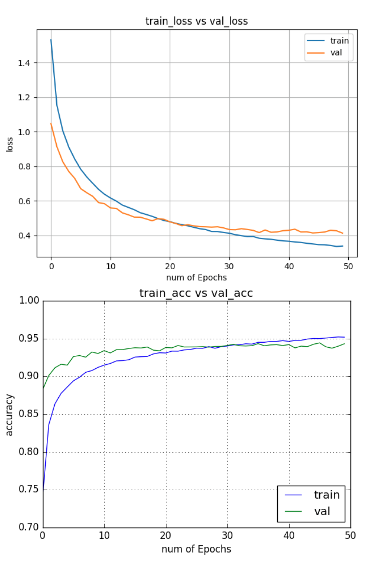 train_loss vs val_loss
train
val
1.4
1.2
1.0
0.8
0.6
0.4
loss
0 10 20 30 40 50
num of Epochs
train_acc vs val_acc
1.00
0.95
0.90
0.85
0.80
0.75
0.70
accuracy
train
val
0 10 20 30 40 50
num of Epochs